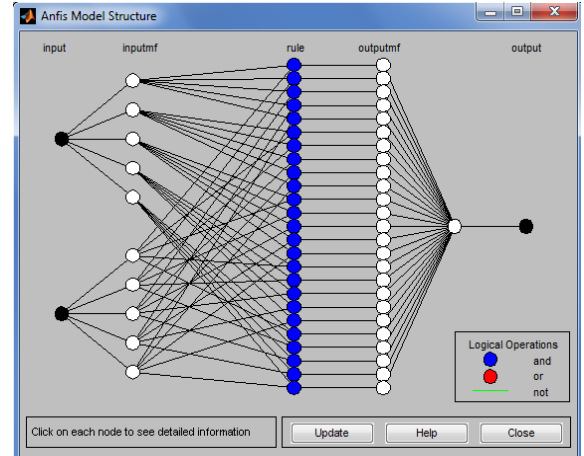 Anfis Model Structure
input inputmf rule outputmf output
Logical Operations
and
or
not
Click on each node to see detailed information Update Help Close